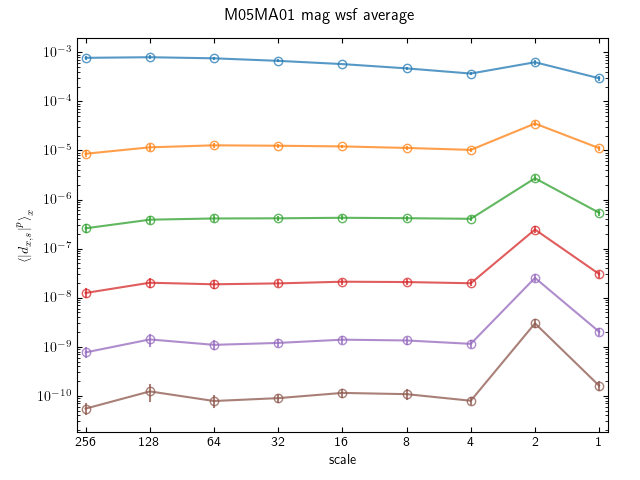 M05MA01 mag wsf average
10⁻³
10⁻⁴
10⁻⁵
10⁻⁶
10⁻⁷
10⁻⁸
10⁻⁹
10⁻¹⁰
⟨|d_{x,s}|^p⟩_x
256 128 64 32 16 8 4 2 1
scale